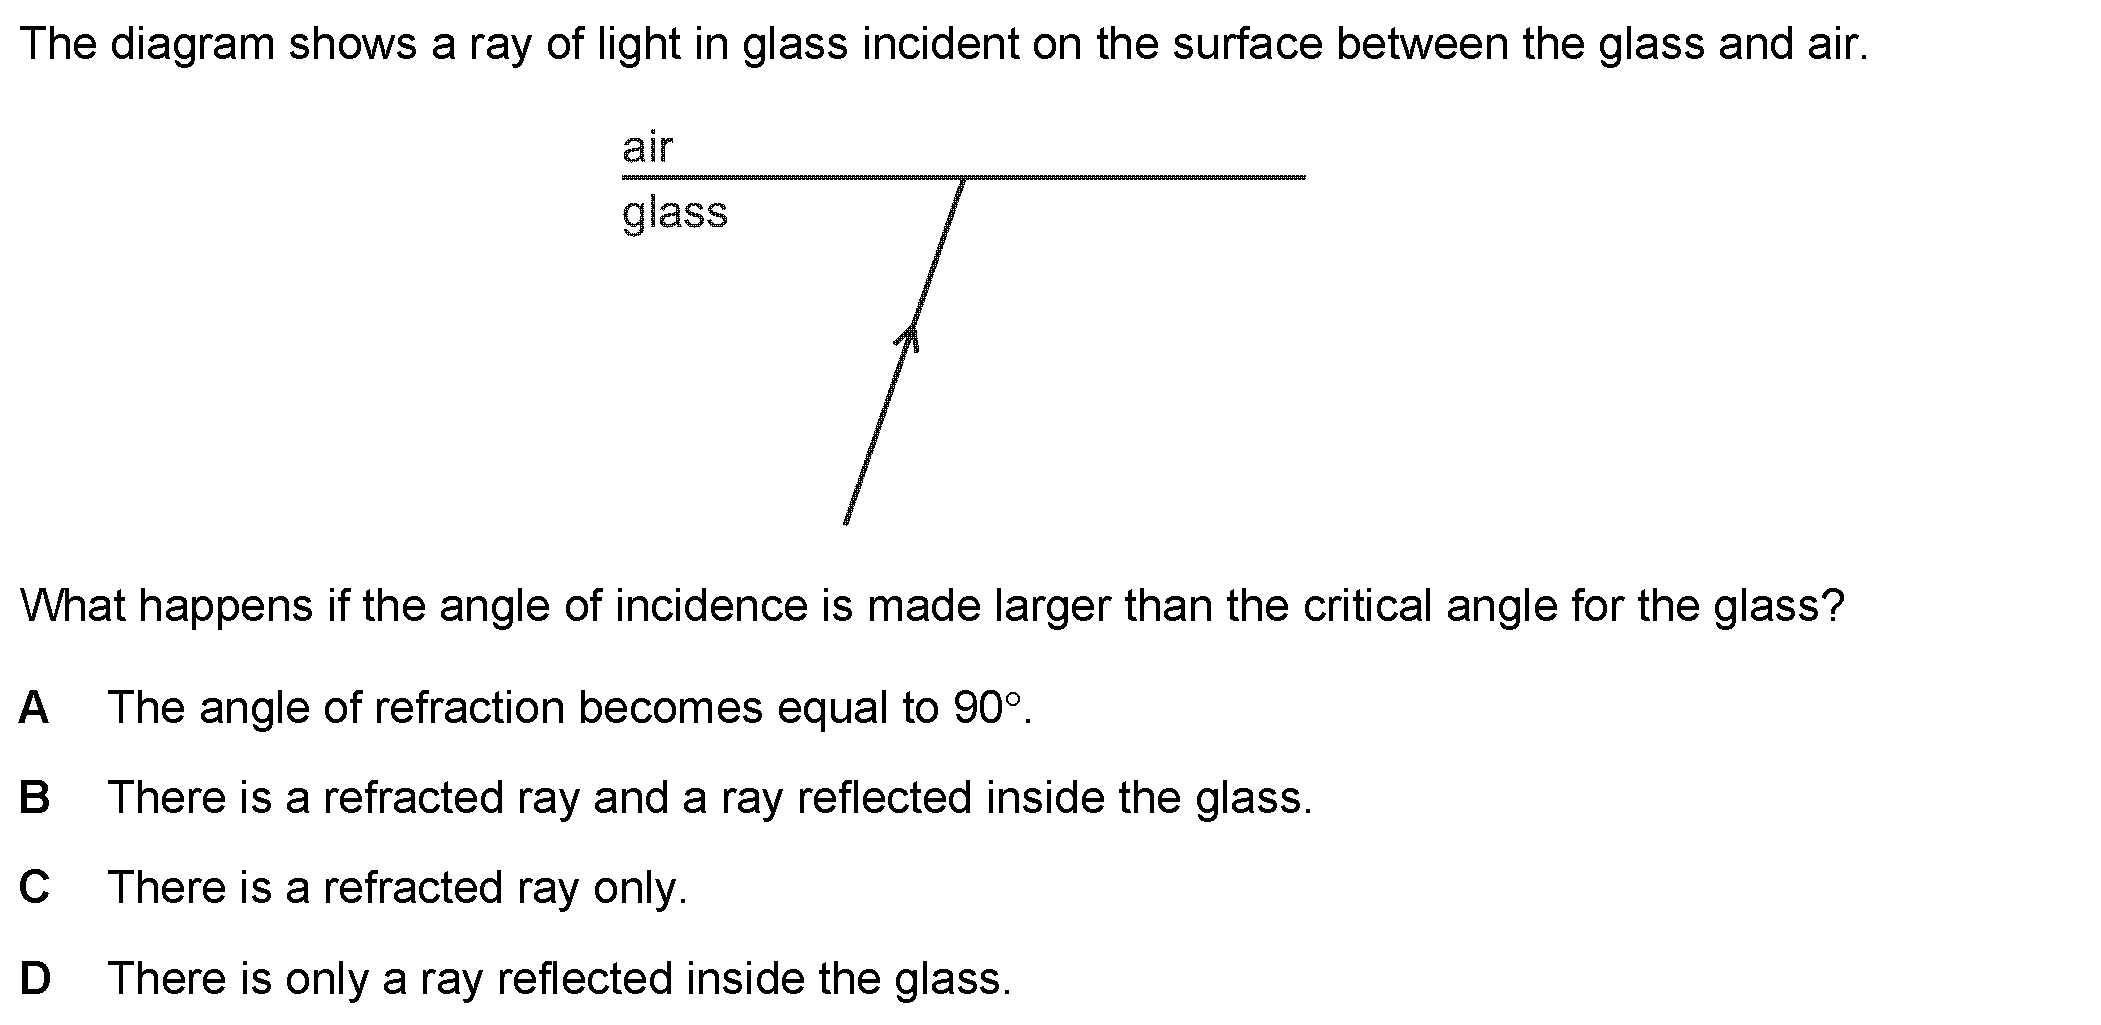 The diagram shows a ray of light in glass incident on the surface between the glass and air.
air
glass
What happens if the angle of incidence is made larger than the critical angle for the glass?
A The angle of refraction becomes equal to 90°.
B There is a refracted ray and a ray reflected inside the glass.
C There is a refracted ray only.
D There is only a ray reflected inside the glass.